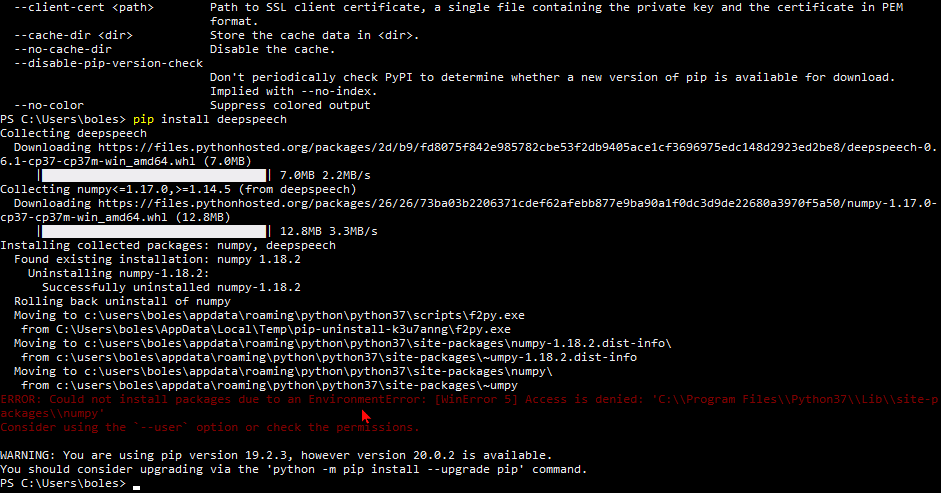 --client-cert <path>        Path to SSL client certificate, a single file containing the private key and the certificate in PEM
format.
--cache-dir <dir>           Store the cache data in <dir>.
--no-cache-dir              Disable the cache.
--disable-pip-version-check
Don't periodically check PyPI to determine whether a new version of pip is available for download.
Implied with --no-index.
--no-color                  Suppress colored output
PS C:\Users\boles> pip install deepspeech
Collecting deepspeech
Downloading https://files.pythonhosted.org/packages/2d/b9/fd8075f842e985782cbe53f2db9405ace1cf3696975edc148d2923ed2be8/deepspeech-0.
6.1-cp37-cp37m-win_amd64.whl (7.0MB)
|| 7.0MB 2.2MB/s
Collecting numpy<=1.17.0,>=1.14.5 (from deepspeech)
Downloading https://files.pythonhosted.org/packages/26/26/73ba03b2206371cdef62afebb877e9ba90a1f0dc3d9de22680a3970f5a50/numpy-1.17.0-
cp37-cp37m-win_amd64.whl (12.8MB)
|| 12.8MB 3.3MB/s
Installing collected packages: numpy, deepspeech
Found existing installation: numpy 1.18.2
Uninstalling numpy-1.18.2:
Successfully uninstalled numpy-1.18.2
Rolling back uninstall of numpy
Moving to c:\users\boles\appdata\roaming\python\python37\scripts\f2py.exe
from C:\Users\boles\AppData\Local\Temp\pip-uninstall-k3u7anng\f2py.exe
Moving to c:\users\boles\appdata\roaming\python\python37\site-packages\numpy-1.18.2.dist-info\
from c:\users\boles\appdata\roaming\python\python37\site-packages\~umpy-1.18.2.dist-info
Moving to c:\users\boles\appdata\roaming\python\python37\site-packages\numpy\
from c:\users\boles\appdata\roaming\python\python37\site-packages\~umpy
ERROR: Could not install packages due to an EnvironmentError: [WinError 5] Access is denied: 'C:\\Program Files\\Python37\\Lib\\site-p
ackages\\numpy'
Consider using the `--user` option or check the permissions.
WARNING: You are using pip version 19.2.3, however version 20.0.2 is available.
You should consider upgrading via the 'python -m pip install --upgrade pip' command.
PS C:\Users\boles>